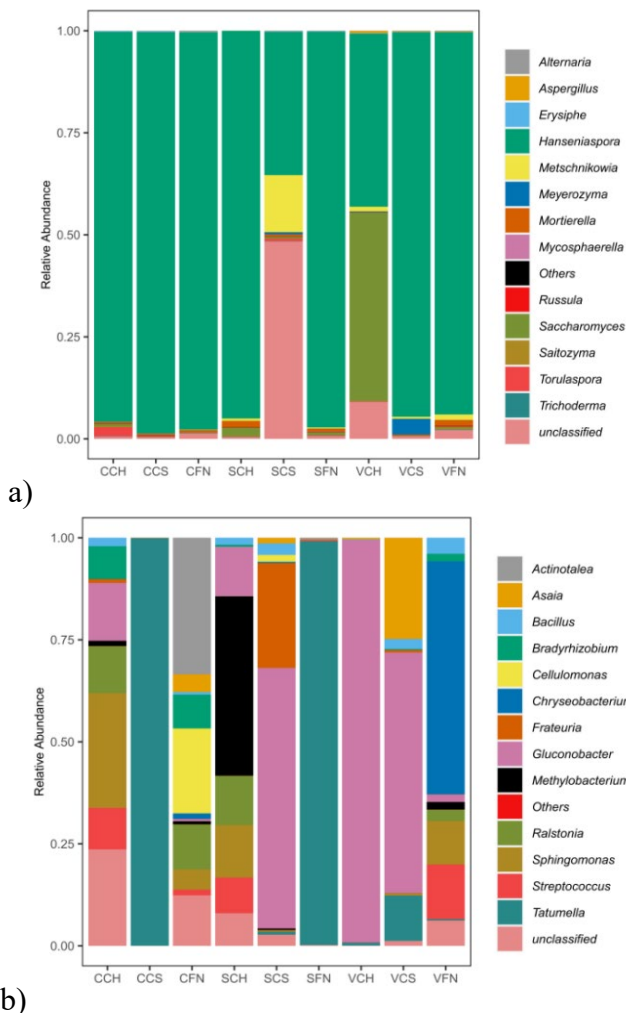 1.00
0.75
0.50
0.25
0.00
Relative Abundance
CCH CCS CFN SCH SCS SFN VCH VCS VFN
Alternaria
Aspergillus
Erysiphe
Hanseniaspora
Metschnikowia
Meyerozyma
Mortierella
Mycosphaerella
Others
Russula
Saccharomyces
Saitozyma
Torulaspora
Trichoderma
unclassified
a)
1.00
0.75
0.50
0.25
0.00
Relative Abundance
CCH CCS CFN SCH SCS SFN VCH VCS VFN
Actinotalea
Asaia
Bacillus
Bradyrhizobium
Cellulomonas
Chryseobacteriur
Frateuria
Gluconobacter
Methylobacterium
Others
Ralstonia
Sphingomonas
Streptococcus
Tatumella
unclassified
b)